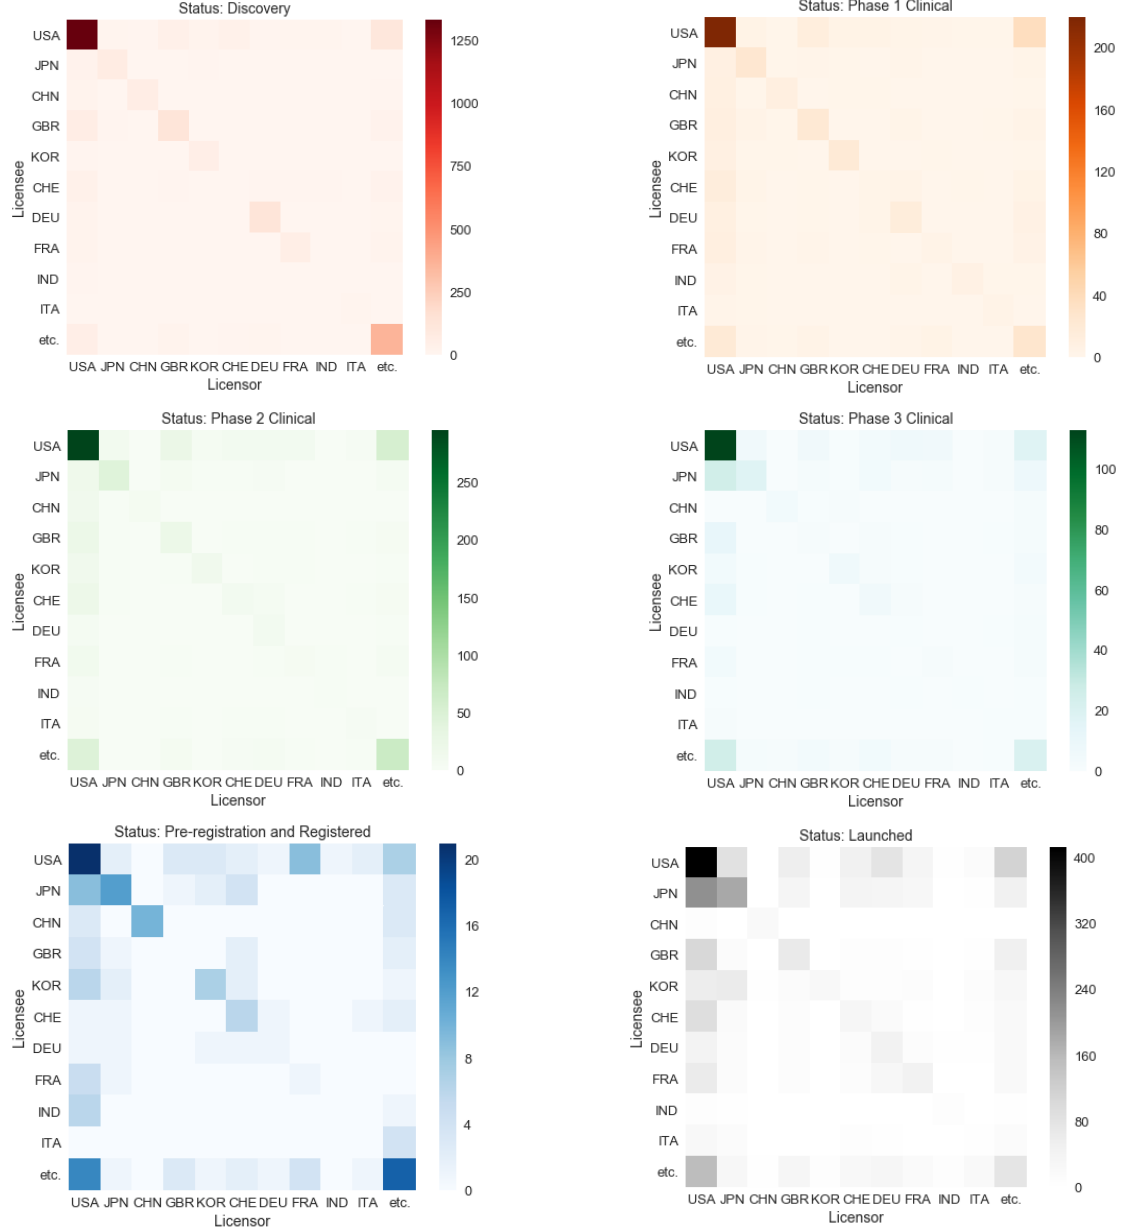 Status: Discovery
USA
JPN
CHN
GBR
KOR
CHE
DEU
FRA
IND
ITA
etc.
Licensee
USA JPN CHN GBR KOR CHE DEU FRA IND ITA etc.
Licensor
1250
1000
750
500
250
0
Status: Phase 1 Clinical
USA
JPN
CHN
GBR
KOR
CHE
DEU
FRA
IND
ITA
etc.
Licensee
USA JPN CHN GBR KOR CHE DEU FRA IND ITA etc.
Licensor
200
160
120
80
40
0
Status: Phase 2 Clinical
USA
JPN
CHN
GBR
KOR
CHE
DEU
FRA
IND
ITA
etc.
Licensee
USA JPN CHN GBR KOR CHE DEU FRA IND ITA etc.
Licensor
250
200
150
100
50
0
Status: Phase 3 Clinical
USA
JPN
CHN
GBR
KOR
CHE
DEU
FRA
IND
ITA
etc.
Licensee
USA JPN CHN GBR KOR CHE DEU FRA IND ITA etc.
Licensor
100
80
60
40
20
0
Status: Pre-registration and Registered
USA
JPN
CHN
GBR
KOR
CHE
DEU
FRA
IND
ITA
etc.
Licensee
USA JPN CHN GBR KOR CHE DEU FRA IND ITA etc.
Licensor
20
16
12
8
4
0
Status: Launched
USA
JPN
CHN
GBR
KOR
CHE
DEU
FRA
IND
ITA
etc.
Licensee
USA JPN CHN GBR KOR CHE DEU FRA IND ITA etc.
Licensor
400
320
240
160
80
0